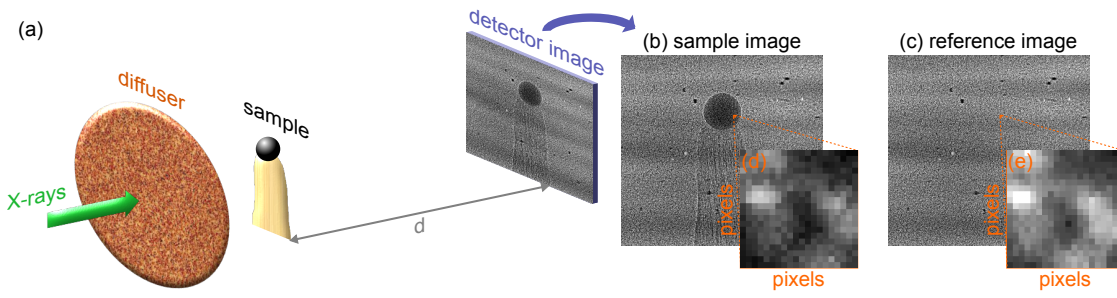 (a)
diffuser
sample
X-rays
d
detector image
(b) sample image
(c) reference image
(d)
pixels
pixels
(e)
pixels
pixels